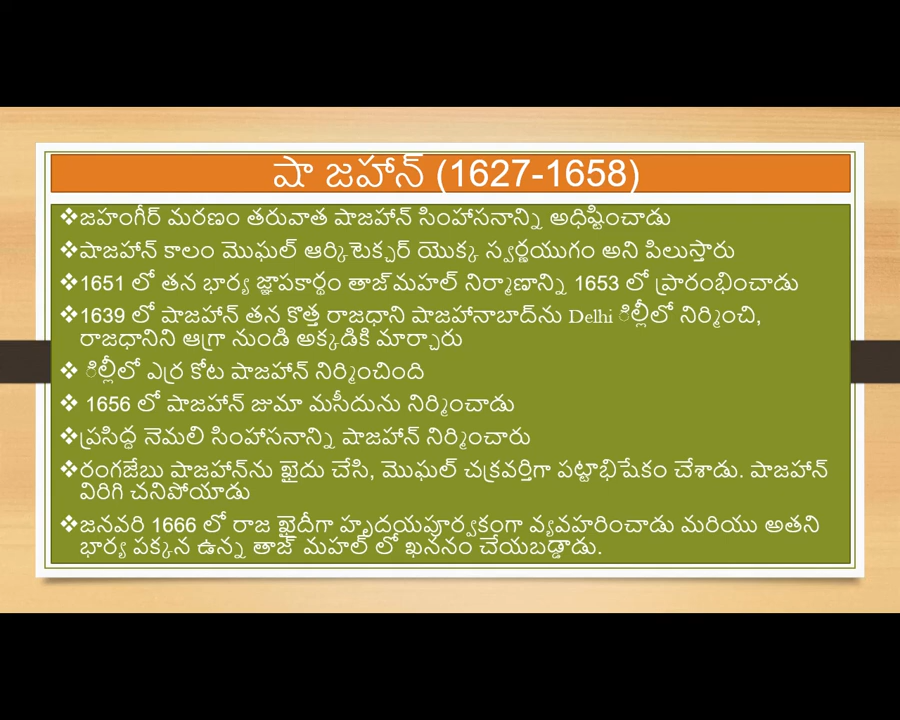 షా జహాన్ (1627-1658)
❖జహంగీర్ మరణం తరువాత షాజహాన్ సింహాసనాన్ని అధిష్టించాడు
❖షాజహాన్ కాలం మొఘల్ ఆర్కిటెక్చర్ యొక్క స్వర్ణయుగం అని పిలుస్తారు
❖1651 లో తన భార్య జ్ఞాపకార్థం తాజ్‌మహల్ నిర్మాణాన్ని 1653 లో ప్రారంభించాడు
❖1639 లో షాజహాన్ తన కొత్త రాజధాని షాజహానాబాద్‌ను Delhi ిల్లీలో నిర్మించి,
రాజధానిని ఆగ్రా నుండి అక్కడికి మార్చారు
❖ ిల్లీలో ఎర్ర కోట షాజహాన్ నిర్మించింది
❖ 1656 లో షాజహాన్ జుమా మసీదును నిర్మించాడు
❖ప్రసిద్ధ నెమలి సింహాసనాన్ని షాజహాన్ నిర్మించారు
❖రంగజేబు షాజహాన్‌ను ఖైదు చేసి, మొఘల్ చక్రవర్తిగా పట్టాభిషేకం చేశాడు. షాజహాన్
విరిగి చనిపోయాడు
❖జనవరి 1666 లో రాజ ఖైదీగా హృదయపూర్వకంగా వ్యవహరించాడు మరియు అతని
భార్య పక్కన ఉన్న తాజ్ మహల్ లో ఖననం చేయబడ్డాడు.